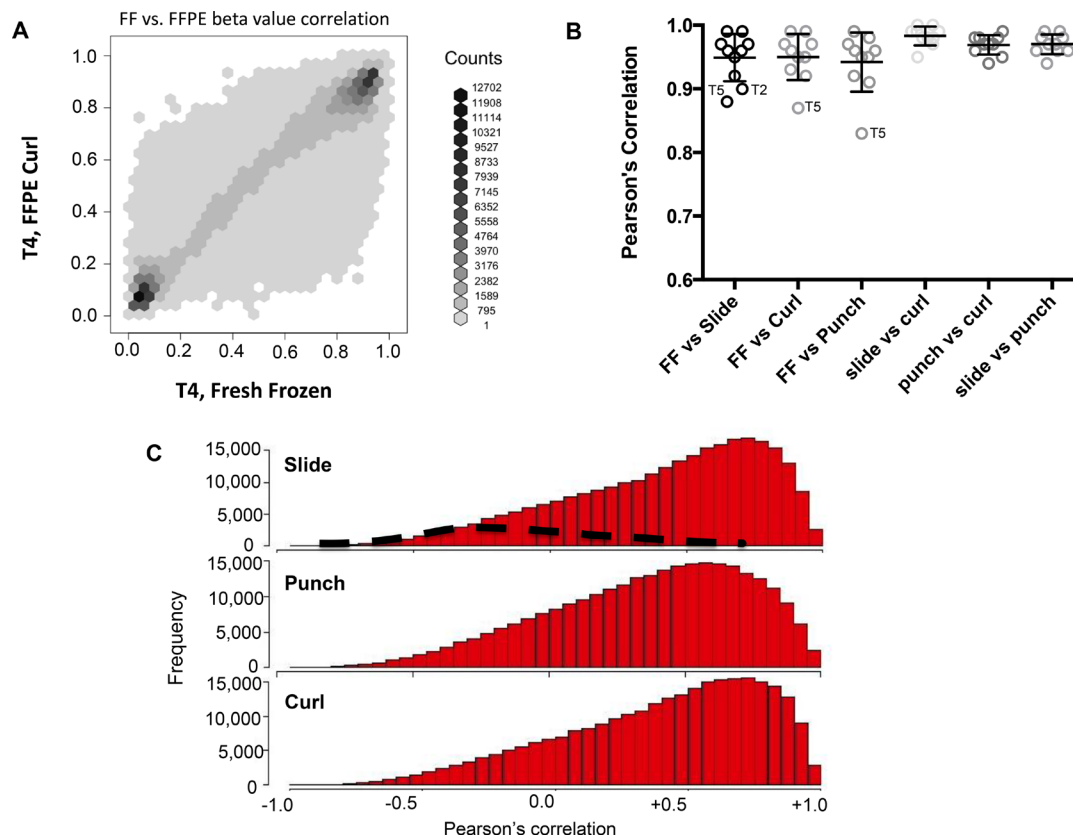 A
FF vs. FFPE beta value correlation
T4, FFPE Curl
1.0
0.8
0.6
0.4
0.2
0.0
0.0 0.2 0.4 0.6 0.8 1.0
T4, Fresh Frozen
Counts
12702
11908
11114
10321
9527
8733
7939
7145
6352
5558
4764
3970
3176
2382
1589
795
1
B
Pearson's Correlation
1.0
0.9
0.8
0.7
0.6
T5 T2
T5
T5
FF vs Slide
FF vs Curl
FF vs Punch
slide vs curl
punch vs curl
slide vs punch
C
Frequency
Slide
15,000
10,000
5,000
0
Punch
15,000
10,000
5,000
0
Curl
15,000
10,000
5,000
0
-1.0 -0.5 0.0 +0.5 +1.0
Pearson's correlation